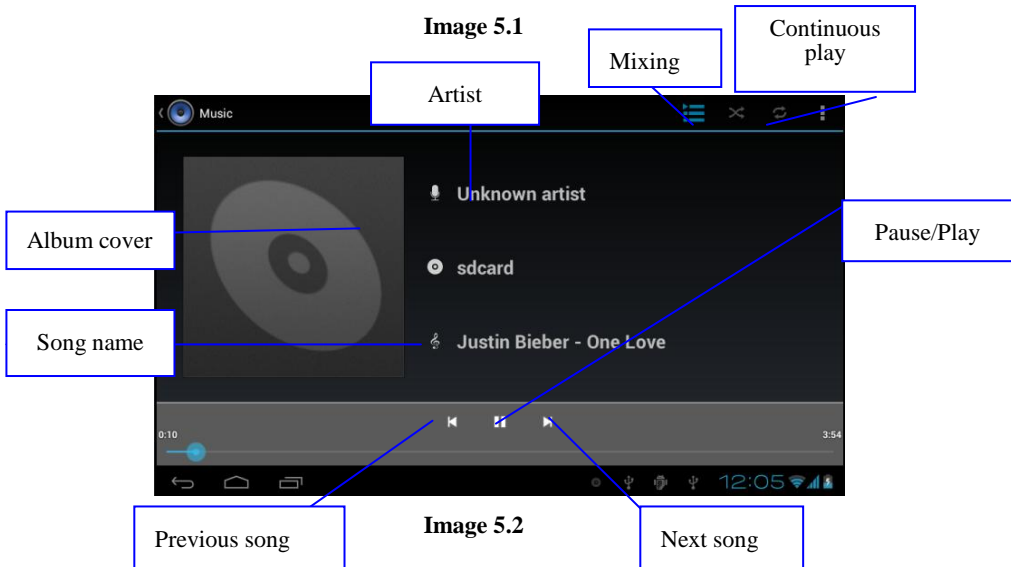 Image 5.1
Continuous
play
Mixing
Artist
Music
Unknown artist
Album cover
Pause/Play
sdcard
Song name
Justin Bieber - One Love
0:10
3:54
12:05
Previous song
Image 5.2
Next song